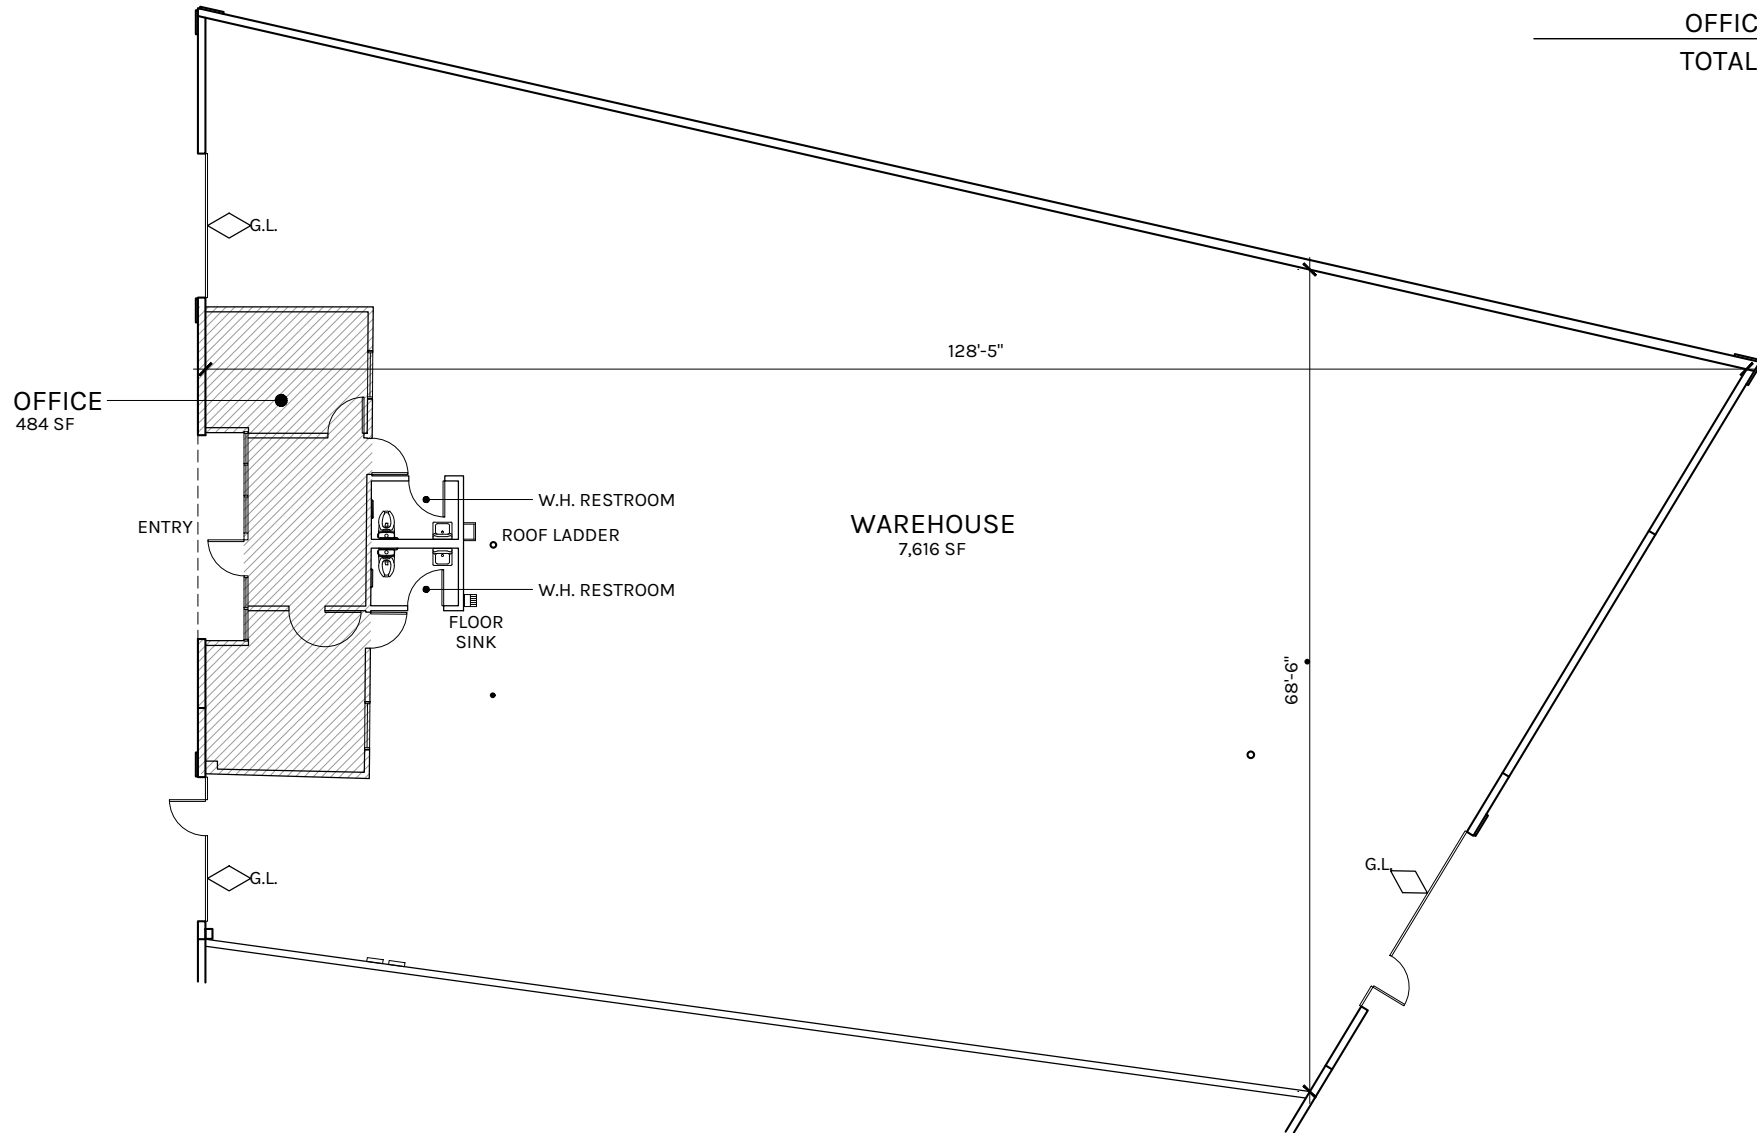 OFFIC
TOTAL
G.L.
128'-5"
OFFICE
484 SF
W.H. RESTROOM
ENTRY
ROOF LADDER
WAREHOUSE
7,616 SF
W.H. RESTROOM
FLOOR
SINK
68'-6"
G.L.
G.L.